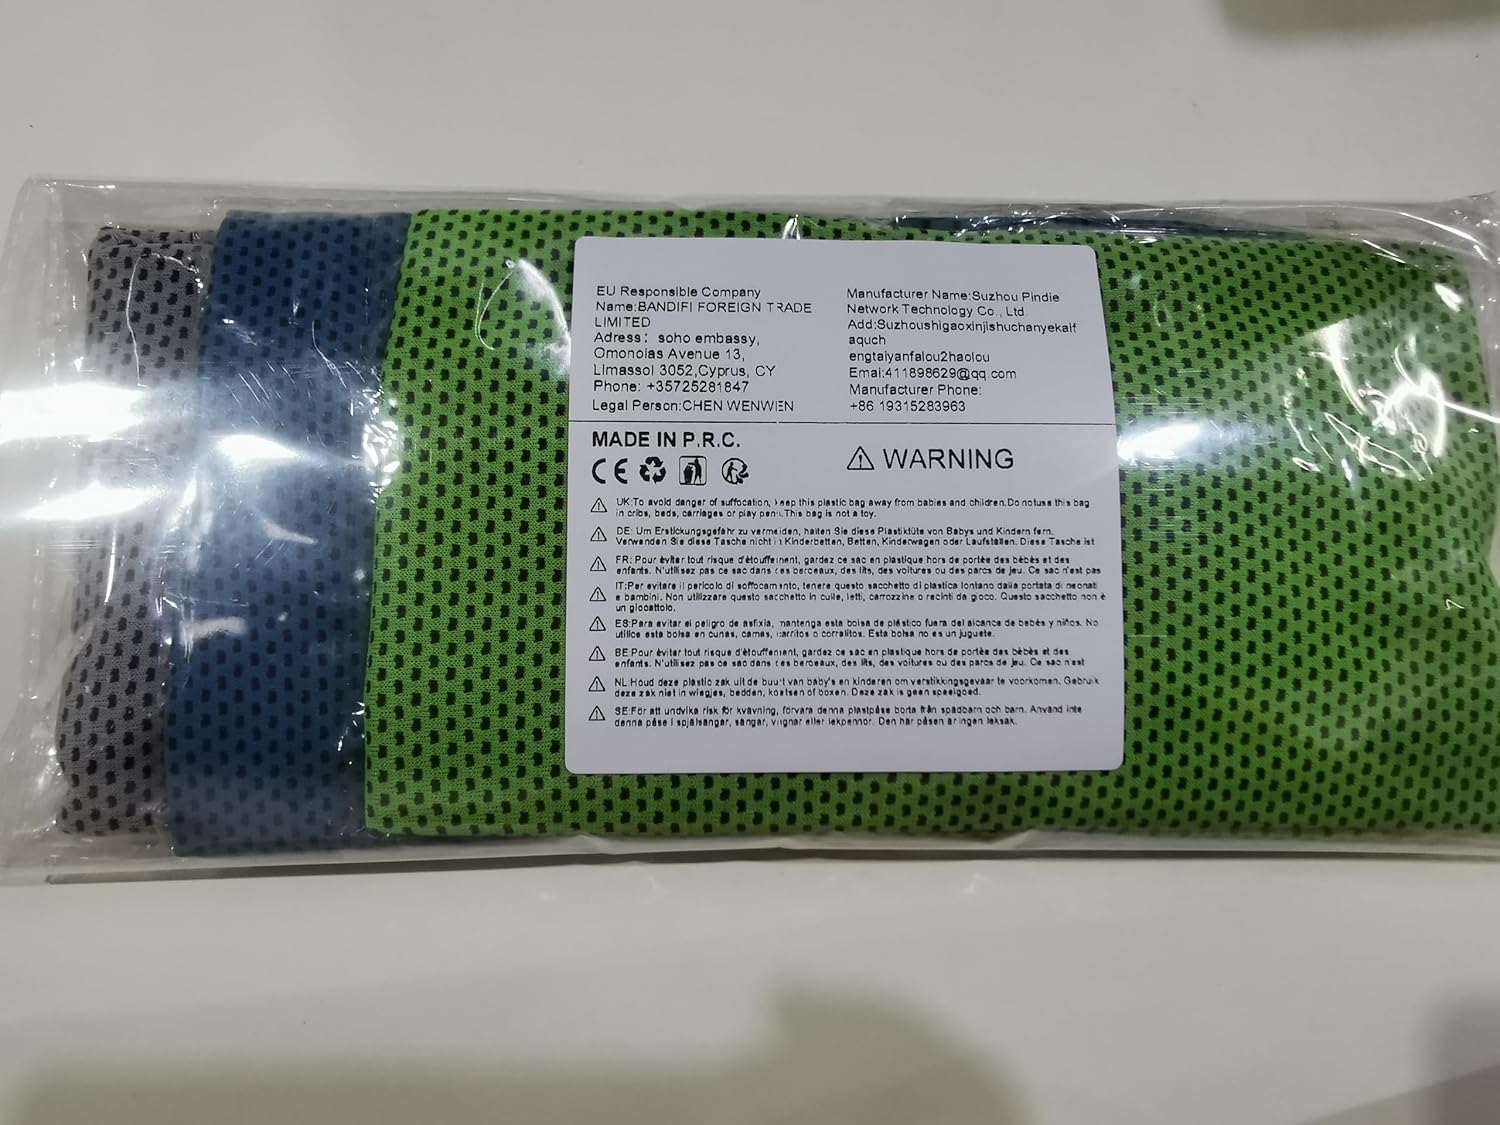 EU Responsible Company
Name:BANDIFI FOREIGN TRADE
LIMITED
Adress: soho embassy,
Omonoias Avenue 13,
Limassol 3052,Cyprus, CY
Phone: +35725281847
Legal Person:CHEN WENWEN
Manufacturer Name:Suzhou Pindie
Network Technology Co., Ltd
Add:Suzhoushigaoxinjishuchanyekaif
aquch
engtaiyanfalou2haolou
Emai:411898629@qq.com
Manufacturer Phone:
+86 19315283963
MADE IN P.R.C.
CE
WARNING
UK:To avoid danger of suffocation, keep this plastic bag away from babies and children.Do notuse this bag
in cribs, beds, carriages or play pens.This bag is not a toy.
DE: Um Erstickungsgefahr zu vermeiden, halten Sie diese Plastiktüte von Babys und Kindern fern.
Verwenden Sie diese Tasche nicht in Kinderbetten, Betten, Kinderwagen oder Laufställen. Diese Tasche ist
FR: Pour éviter tout risque d'étouffement, gardez ce sac en plastique hors de portée des bébés et des
enfants. N'utilisez pas ce sac dans des berceaux, des lits, des voitures ou des parcs de jeu. Ce sac n'est pas
IT:Per evitare il pericolo di soffocamento, tenere questo sacchetto di plastica lontano dalla portata di neonati
e bambini. Non utilizzare questo sacchetto in culle, letti, carrozzine o recinti da gioco. Questo sacchetto non è
un giocattolo.
ES:Para evitar el peligro de asfixia, mantenga esta bolsa de plástico fuera del alcance de bebés y niños. No
utilice esta bolsa en cunas, camas, carritos o corralitos. Esta bolsa no es un juguete.
BE:Pour éviter tout risque d'étouffement, gardez ce sac en plastique hors de portée des bébés et des
enfants. N'utilisez pas ce sac dans des berceaux, des lits, des voitures ou des parcs de jeu. Ce sac n'est
NL:Houd deze plastic zak uit de buurt van baby's en kinderen om verstikkingsgevaar te voorkomen. Gebruik
deze zak niet in wiegjes, bedden, koetsen of boxen. Deze zak is geen speelgoed.
SE:För att undvika risk för kvävning, förvara denna plastpåse borta från spädbarn och barn. Använd inte
denna påse i spjälsängar, sängar, vagnar eller lekpennor. Den här påsen är ingen leksak.